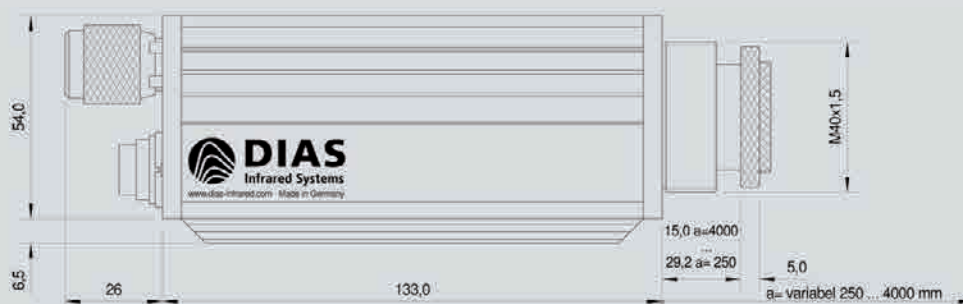 54,0
6,5
DIAS
Infrared Systems
www.dias-infrared.com Made in Germany
M40x1,5
15,0 a=4000
...
29,2 a= 250
5,0
26
133,0
a= variabel 250 ... 4000 mm